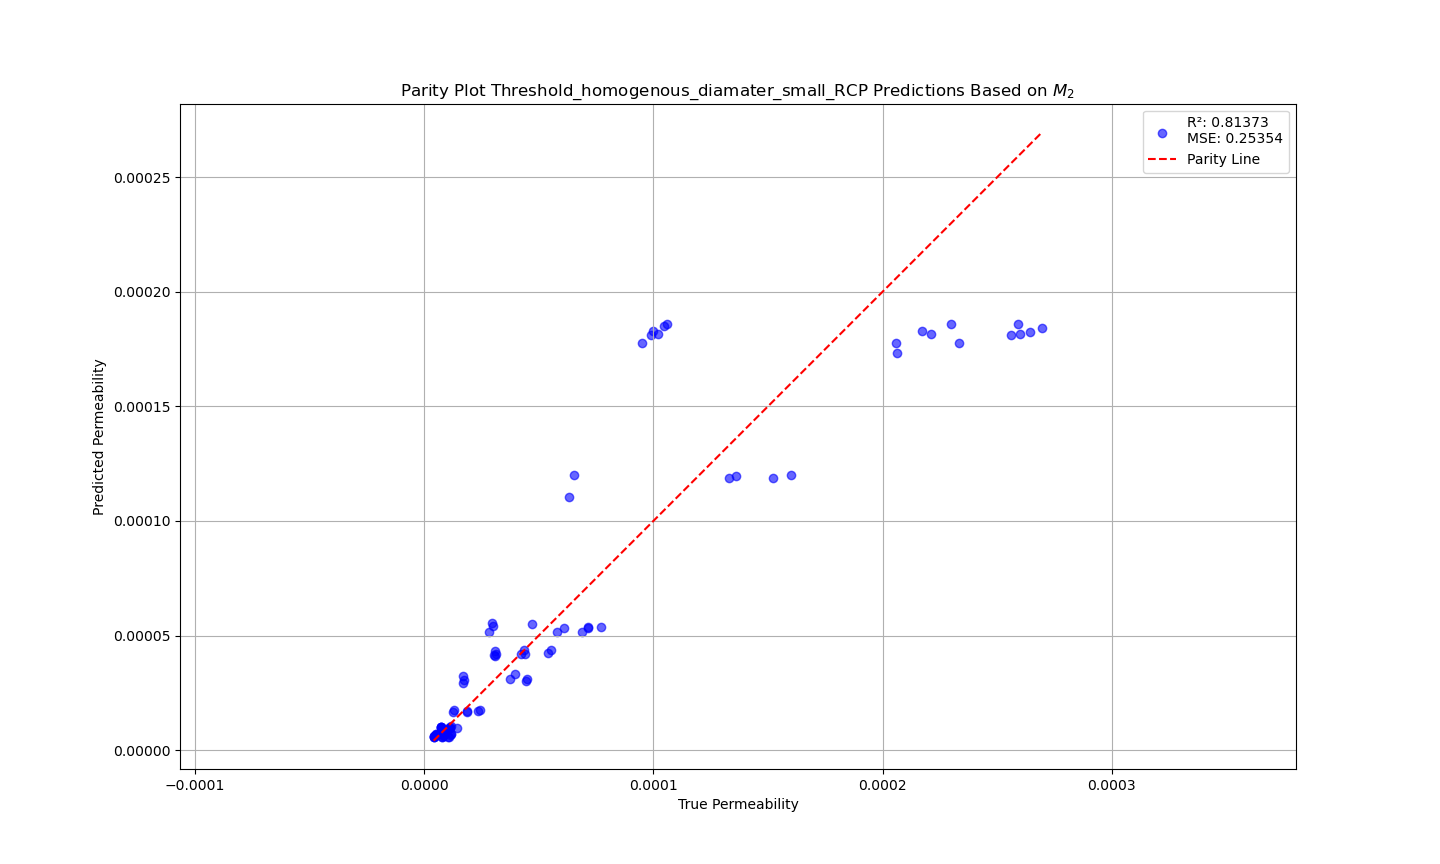 Parity Plot Threshold_homogenous_diamater_small_RCP Predictions Based on M₂
R²: 0.81373
MSE: 0.25354
Parity Line
0.00025
0.00020
0.00015
0.00010
0.00005
0.00000
Predicted Permeability
−0.0001
0.0000
0.0001
0.0002
0.0003
True Permeability